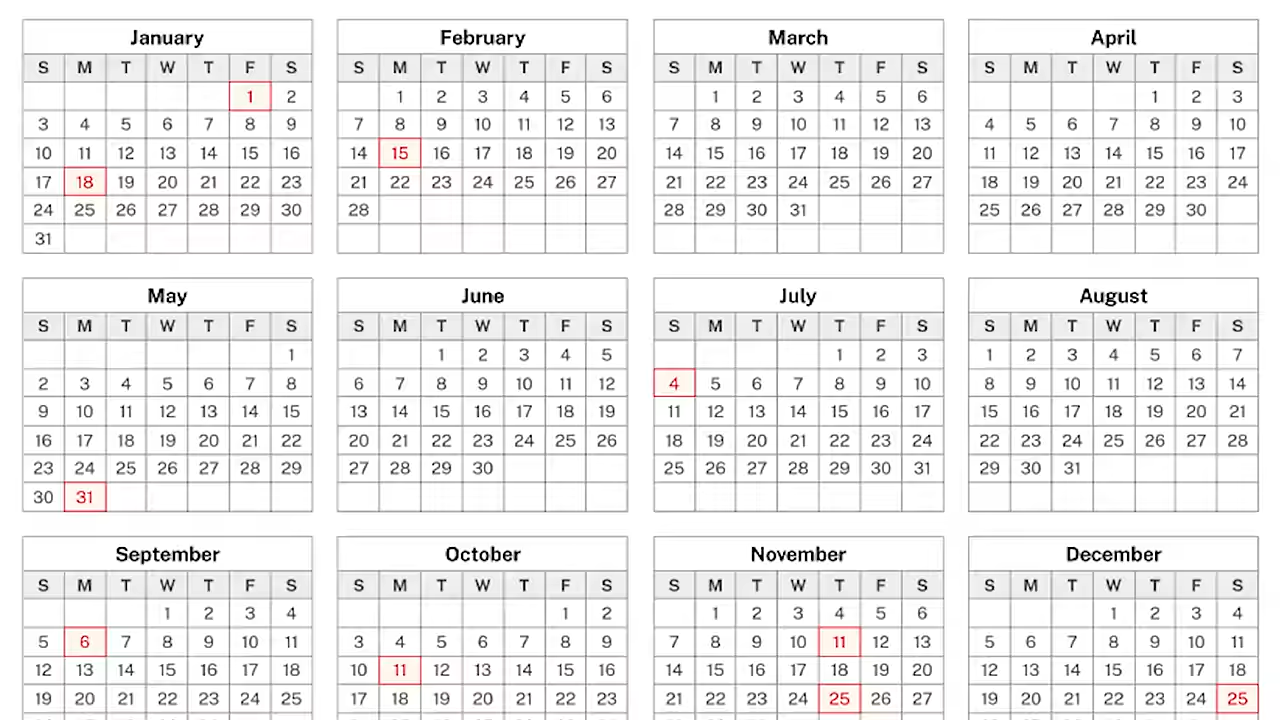 January February March April
S M T W T F S S M T W T F S S M T W T F S S M T W T F S
1 2 1 2 3 4 5 6 1 2 3 4 5 6 1 2 3
3 4 5 6 7 8 9 7 8 9 10 11 12 13 7 8 9 10 11 12 13 4 5 6 7 8 9 10
10 11 12 13 14 15 16 14 15 16 17 18 19 20 14 15 16 17 18 19 20 11 12 13 14 15 16 17
17 18 19 20 21 22 23 21 22 23 24 25 26 27 21 22 23 24 25 26 27 18 19 20 21 22 23 24
24 25 26 27 28 29 30 28 28 29 30 31 25 26 27 28 29 30
31
May June July August
S M T W T F S S M T W T F S S M T W T F S S M T W T F S
1 1 2 3 4 5 1 2 3 1 2 3 4 5 6 7
2 3 4 5 6 7 8 6 7 8 9 10 11 12 4 5 6 7 8 9 10 8 9 10 11 12 13 14
9 10 11 12 13 14 15 13 14 15 16 17 18 19 11 12 13 14 15 16 17 15 16 17 18 19 20 21
16 17 18 19 20 21 22 20 21 22 23 24 25 26 18 19 20 21 22 23 24 22 23 24 25 26 27 28
23 24 25 26 27 28 29 27 28 29 30 25 26 27 28 29 30 31 29 30 31
30 31
September October November December
S M T W T F S S M T W T F S S M T W T F S S M T W T F S
1 2 3 4 1 2 1 2 3 4 5 6 1 2 3 4
5 6 7 8 9 10 11 3 4 5 6 7 8 9 7 8 9 10 11 12 13 5 6 7 8 9 10 11
12 13 14 15 16 17 18 10 11 12 13 14 15 16 14 15 16 17 18 19 20 12 13 14 15 16 17 18
19 20 21 22 23 24 25 17 18 19 20 21 22 23 21 22 23 24 25 26 27 19 20 21 22 23 24 25